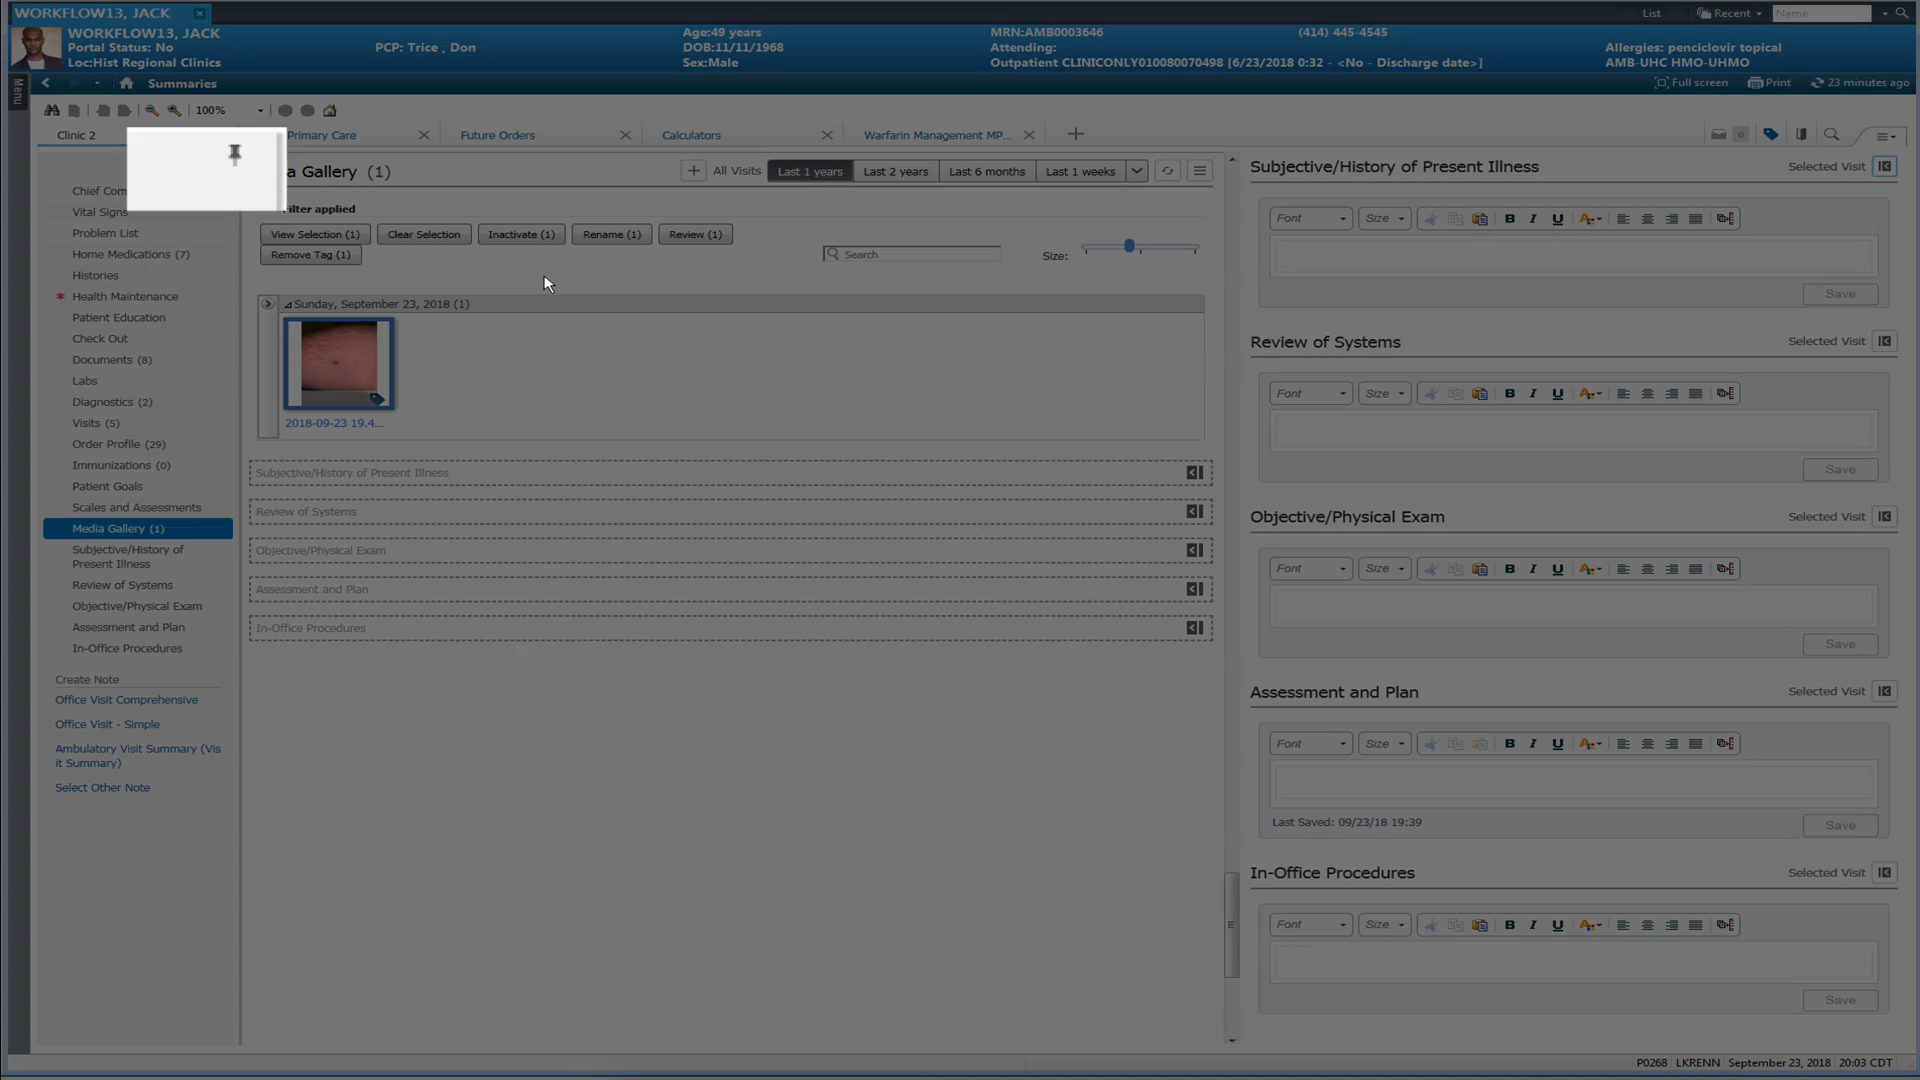 WORKFLOW13, JACK
List
Recent
Name
WORKFLOW13, JACK
Portal Status: No
Loc:Hist Regional Clinics
PCP: Trice , Don
Age:49 years
DOB:11/11/1968
Sex:Male
MRN:AMB0003646
Attending:
Outpatient CLINICONLY010080070498 [6/23/2018 0:32 - <No - Discharge date>]
(414) 445-4545
Allergies: penciclovir topical
AMB-UHC HMO-UHMO
Menu
Summaries
Full screen
Print
23 minutes ago
100%
Clinic 2
Primary Care
Future Orders
Calculators
Warfarin Management MP...
0
Chief Com
Vital Signs
Problem List
Home Medications (7)
Histories
* Health Maintenance
Patient Education
Check Out
Documents (8)
Labs
Diagnostics (2)
Visits (5)
Order Profile (29)
Immunizations (0)
Patient Goals
Scales and Assessments
Media Gallery (1)
Subjective/History of
Present Illness
Review of Systems
Objective/Physical Exam
Assessment and Plan
In-Office Procedures
Create Note
Office Visit Comprehensive
Office Visit - Simple
Ambulatory Visit Summary (Vis
it Summary)
Select Other Note
a Gallery (1)
All Visits
Last 1 years
Last 2 years
Last 6 months
Last 1 weeks
ilter applied
View Selection (1)
Clear Selection
Inactivate (1)
Rename (1)
Review (1)
Remove Tag (1)
Search
Size:
Sunday, September 23, 2018 (1)
2018-09-23 19.4...
Subjective/History of Present Illness
Review of Systems
Objective/Physical Exam
Assessment and Plan
In-Office Procedures
Subjective/History of Present Illness
Selected Visit
Font
Size
B I U
Save
Review of Systems
Selected Visit
Font
Size
B I U
Save
Objective/Physical Exam
Selected Visit
Font
Size
B I U
Save
Assessment and Plan
Selected Visit
Font
Size
B I U
Last Saved: 09/23/18 19:39
Save
In-Office Procedures
Selected Visit
Font
Size
B I U
Save
P0268 LKRENN September 23, 2018 20:03 CDT